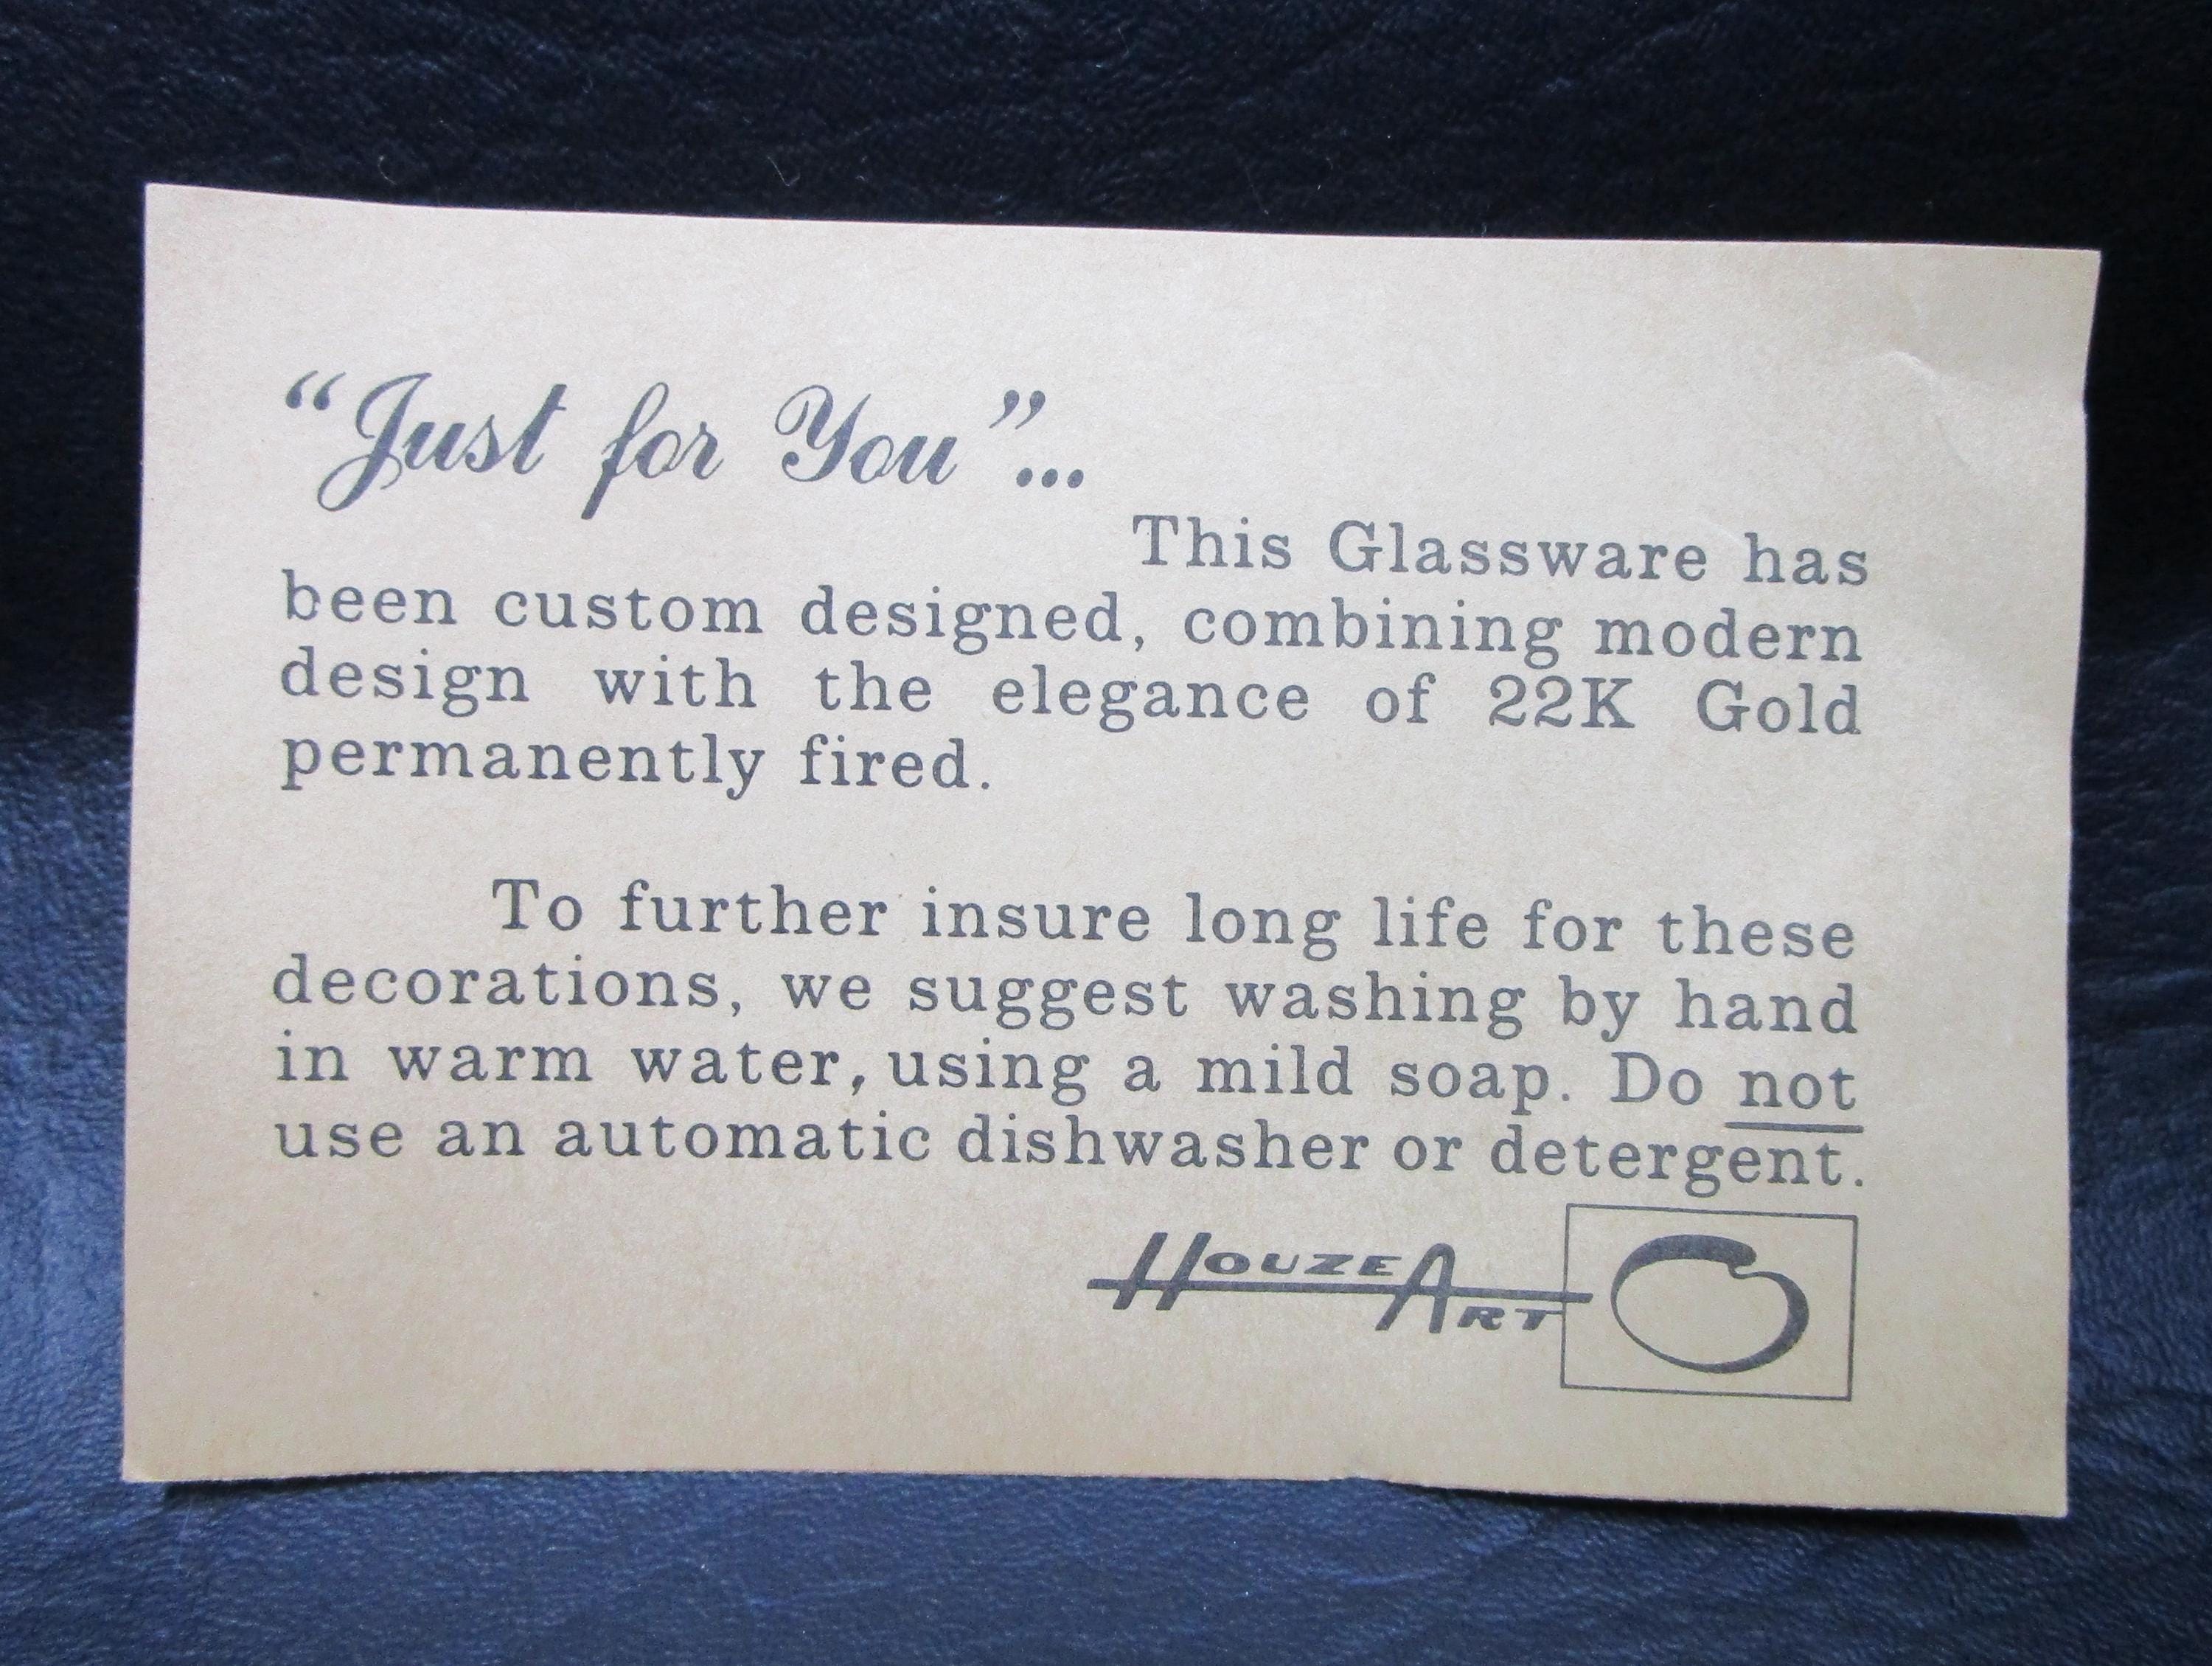 “Just for You”...
This Glassware has
been custom designed, combining modern
design with the elegance of 22K Gold
permanently fired.
To further insure long life for these
decorations, we suggest washing by hand
in warm water, using a mild soap. Do not
use an automatic dishwasher or detergent.
HOUZE ART